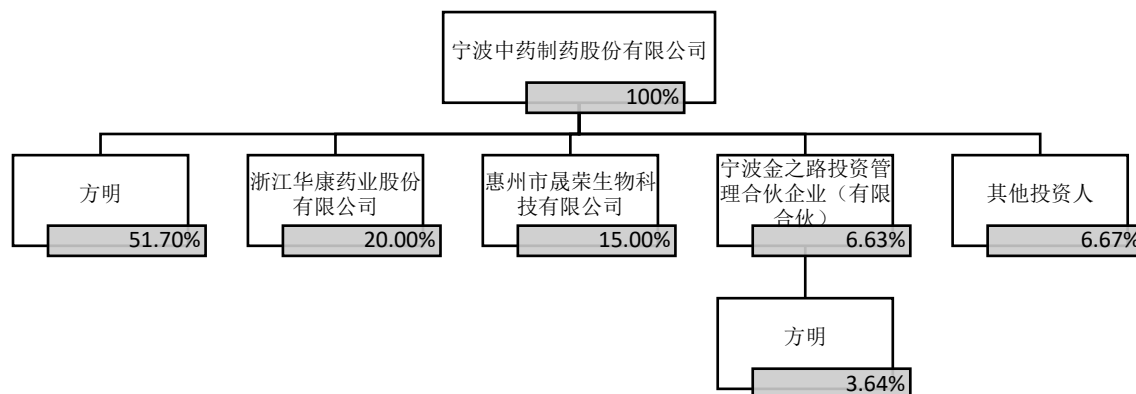 宁波中药制药股份有限公司
100%
方明
51.70%
浙江华康药业股份
有限公司
20.00%
惠州市晟荣生物科
技有限公司
15.00%
宁波金之路投资管
理合伙企业（有限
合伙）
6.63%
其他投资人
6.67%
方明
3.64%